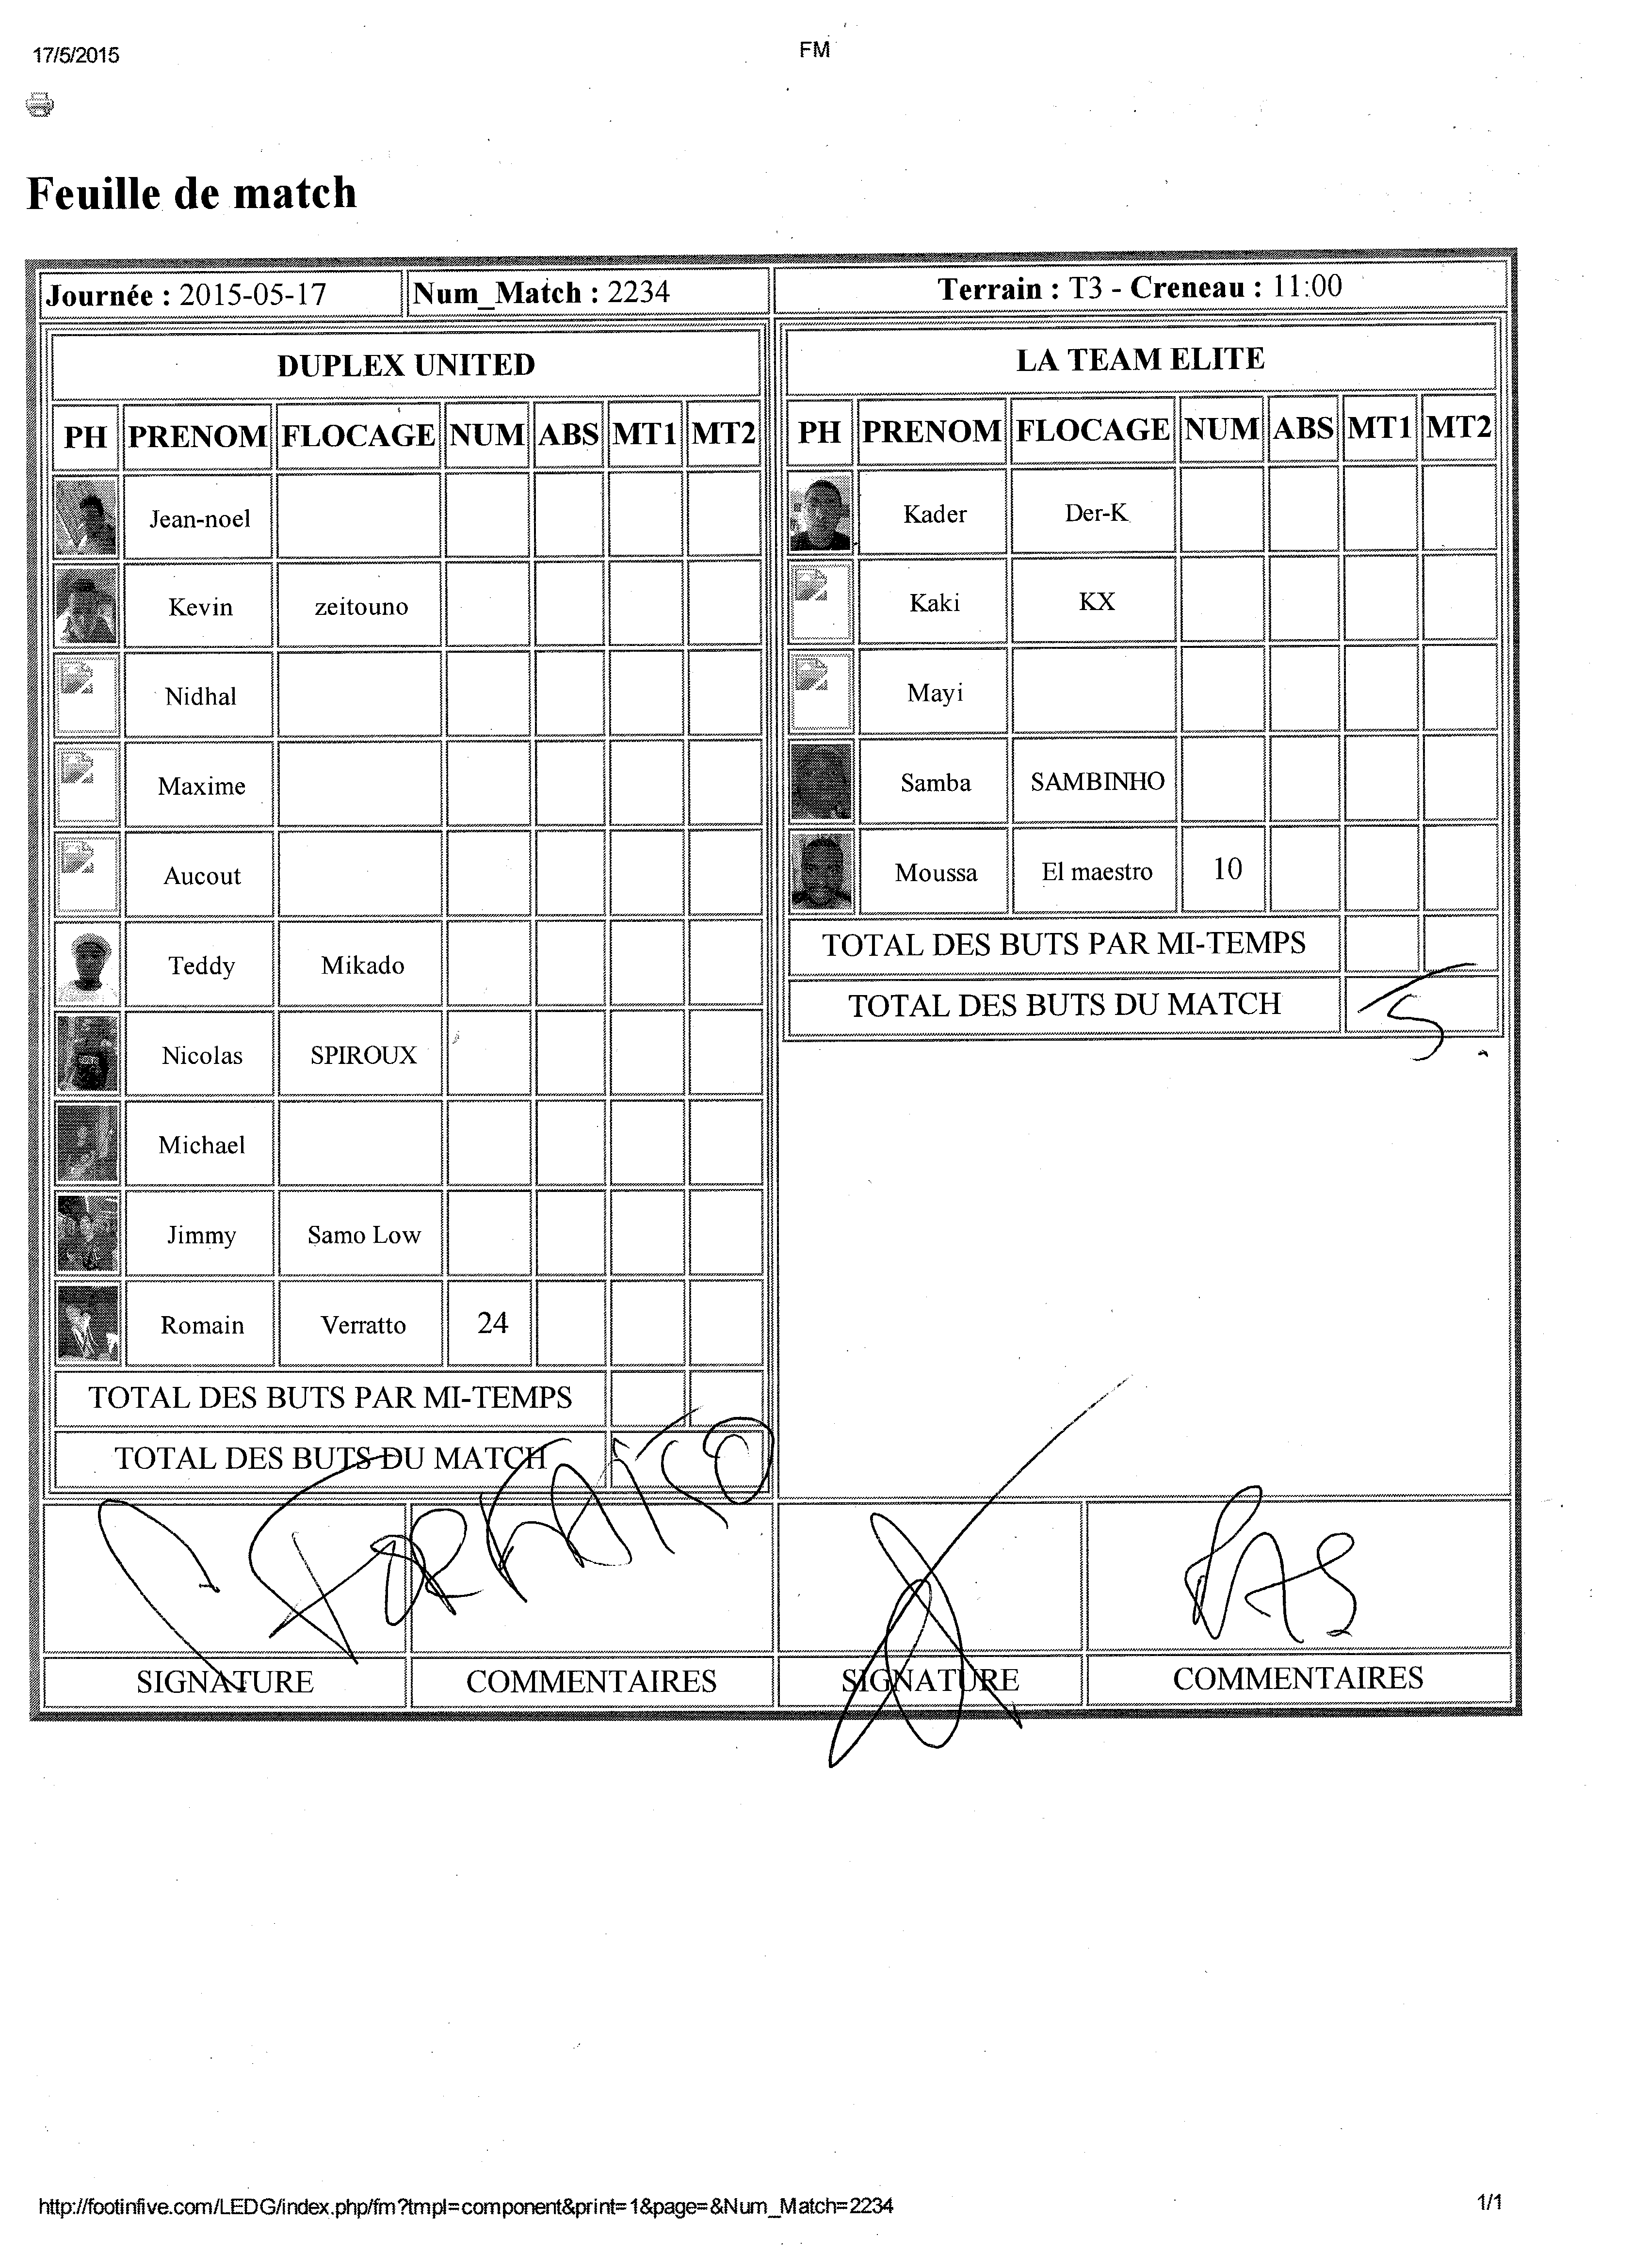 17/5/2015
FM
Feuille de match
Journée : 2015-05-17
Num_Match : 2234
Terrain : T3 - Creneau : 11:00
DUPLEX UNITED
PH PRENOM FLOCAGE NUM ABS MT1 MT2
Jean-noel
Kevin zeitouno
Nidhal
Maxime
Aucout
Teddy Mikado
Nicolas SPIROUX
Michael
Jimmy Samo Low
Romain Verratto 24
TOTAL DES BUTS PAR MI-TEMPS
TOTAL DES BUTS DU MATCH
LA TEAM ELITE
PH PRENOM FLOCAGE NUM ABS MT1 MT2
Kader Der-K
Kaki KX
Mayi
Samba SAMBINHO
Moussa El maestro 10
TOTAL DES BUTS PAR MI-TEMPS
TOTAL DES BUTS DU MATCH 5
FORFAIT
RAS
SIGNATURE
COMMENTAIRES
SIGNATURE
COMMENTAIRES
http://footinfive.com/LEDG/index.php/fm?tmpl=component&print=1&page=&Num_Match=2234
1/1